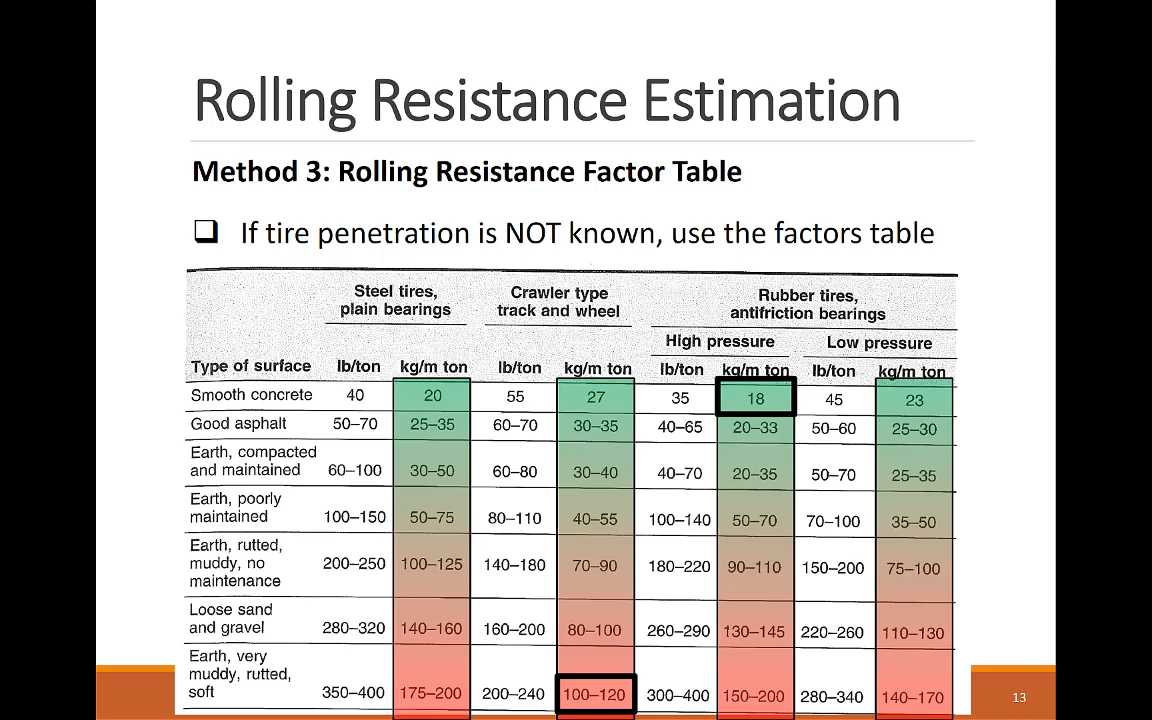 Rolling Resistance Estimation
Method 3: Rolling Resistance Factor Table
If tire penetration is NOT known, use the factors table
Steel tires, plain bearings
Crawler type track and wheel
Rubber tires, antifriction bearings
High pressure Low pressure
Type of surface lb/ton kg/m ton lb/ton kg/m ton lb/ton kg/m ton lb/ton kg/m ton
Smooth concrete 40 20 55 27 35 18 45 23
Good asphalt 50–70 25–35 60–70 30–35 40–65 20–33 50–60 25–30
Earth, compacted
and maintained 60–100 30–50 60–80 30–40 40–70 20–35 50–70 25–35
Earth, poorly
maintained 100–150 50–75 80–110 40–55 100–140 50–70 70–100 35–50
Earth, rutted,
muddy, no 200–250 100–125 140–180 70–90 180–220 90–110 150–200 75–100
maintenance
Loose sand
and gravel 280–320 140–160 160–200 80–100 260–290 130–145 220–260 110–130
Earth, very
muddy, rutted,
soft 350–400 175–200 200–240 100–120 300–400 150–200 280–340 140–170
13